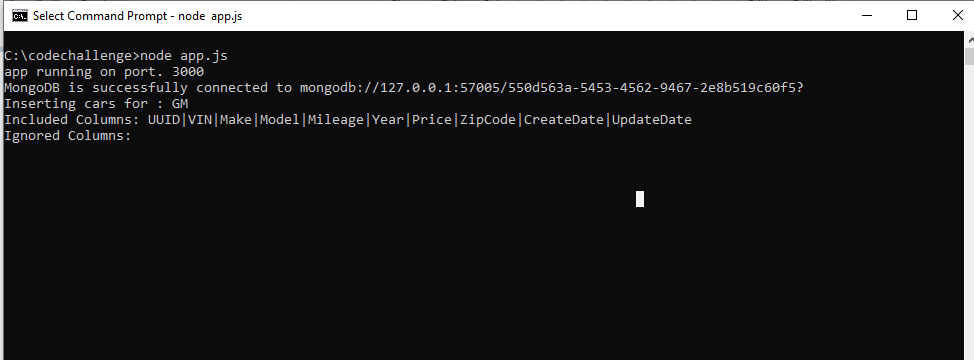 Select Command Prompt - node app.js
C:\codechallenge>node app.js
app running on port. 3000
MongoDB is successfully connected to mongodb://127.0.0.1:57005/550d563a-5453-4562-9467-2e8b519c60f5?
Inserting cars for : GM
Included Columns: UUID|VIN|Make|Model|Mileage|Year|Price|ZipCode|CreateDate|UpdateDate
Ignored Columns: